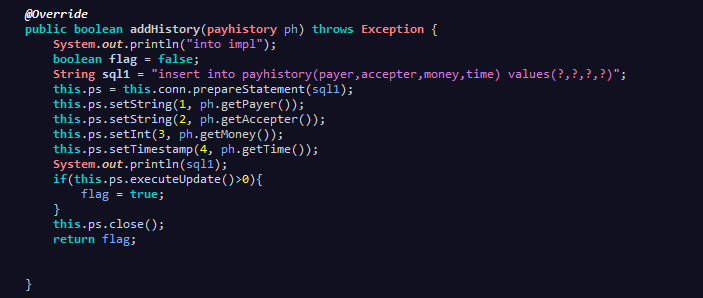 @Override
public boolean addHistory(payhistory ph) throws Exception {
    System.out.println("into impl");
    boolean flag = false;
    String sql1 = "insert into payhistory(payer,accepter,money,time) values(?,?,?,?)";
    this.ps = this.conn.prepareStatement(sql1);
    this.ps.setString(1, ph.getPayer());
    this.ps.setString(2, ph.getAccepter());
    this.ps.setInt(3, ph.getMoney());
    this.ps.setTimestamp(4, ph.getTime());
    System.out.println(sql1);
    if(this.ps.executeUpdate()>0){
        flag = true;
    }
    this.ps.close();
    return flag;
}